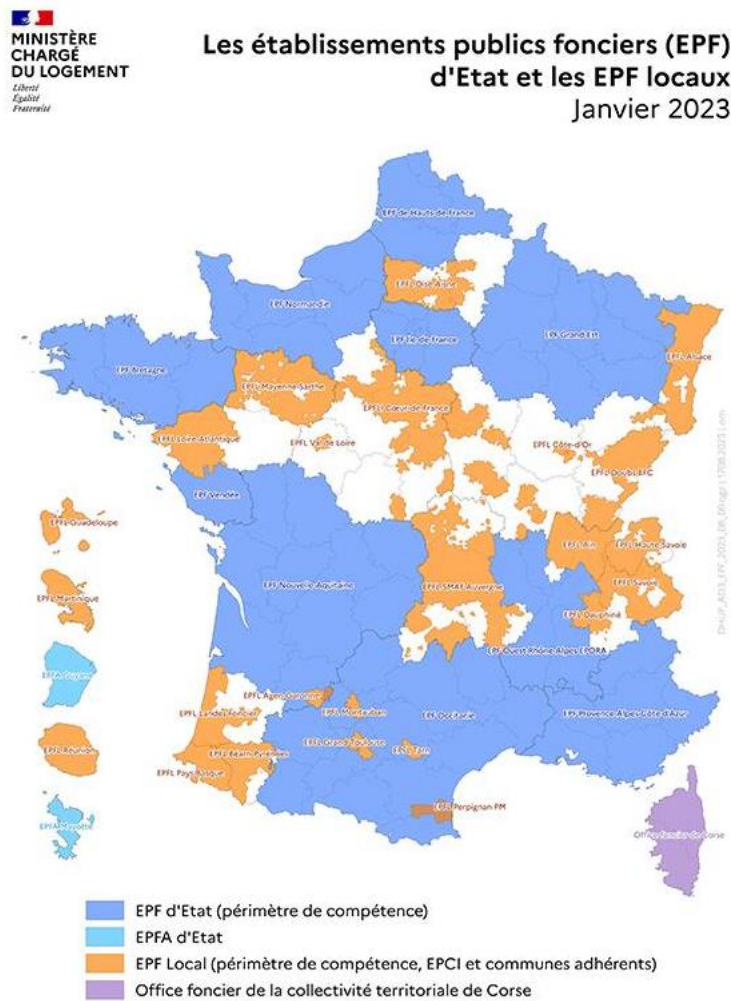 MINISTÈRE
CHARGÉ
DU LOGEMENT
Liberté
Égalité
Fraternité
Les établissements publics fonciers (EPF)
d'Etat et les EPF locaux
Janvier 2023
EPF de Hauts-de-France
EPFL Oise Aisne
EPF Normandie
EPF Ile de France
EPF Grand Est
EPFL Alsace
EPF Bretagne
EPFL Mayenne-Sarthe
EPFLI Cœur de France
EPFL Loire-Atlantique
EPFL Val de Loire
EPFL Côte-d'Or
EPFL Doubs BFC
EPF Vendée
EPFL Guadeloupe
EPFL Ain
EPFL Haute Savoie
EPF Nouvelle Aquitaine
EPFL SMAF Auvergne
EPFL Savoie
EPFL Martinique
EPFL Dauphiné
EPF Ouest Rhône Alpes EPORA
EPFA Guyane
EPFL Agen Garonne
EPFL Landes Foncier
EPFL Montauban
EPF Occitanie
EPF Provence Alpes Côte d'Azur
EPFL Réunion
EPFL Grand Toulouse
EPFL Tarn
EPFL Béarn Pyrénées
EPFL Pays Basque
EPFL Perpignan PM
EPFA Mayotte
Office foncier de Corse
EPF d'Etat (périmètre de compétence)
EPFA d'Etat
EPF Local (périmètre de compétence, EPCI et communes adhérents)
Office foncier de la collectivité territoriale de Corse